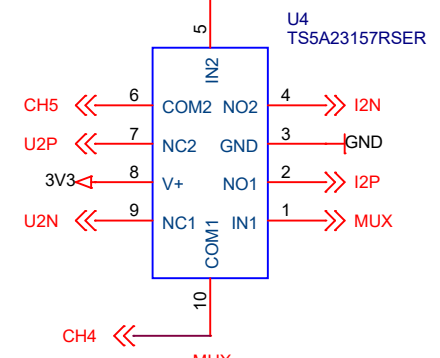 U4
TS5A23157RSER
5
IN2
CH5 6 COM2 NO2 4 I2N
U2P 7 NC2 GND 3 GND
3V3 8 V+ NO1 2 I2P
U2N 9 NC1 IN1 1 MUX
COM1
10
CH4
MUX